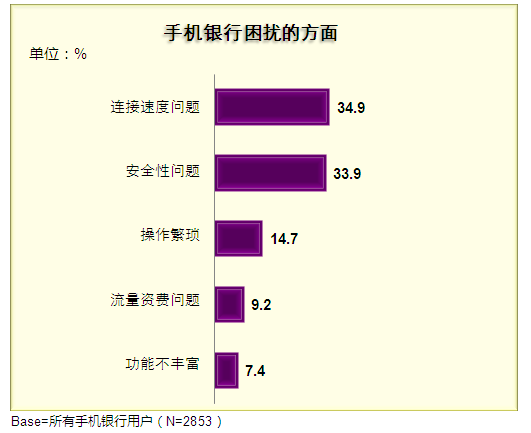 手机银行困扰的方面
单位：%
连接速度问题 34.9
安全性问题 33.9
操作繁琐 14.7
流量资费问题 9.2
功能不丰富 7.4
Base=所有手机银行用户（N=2853）